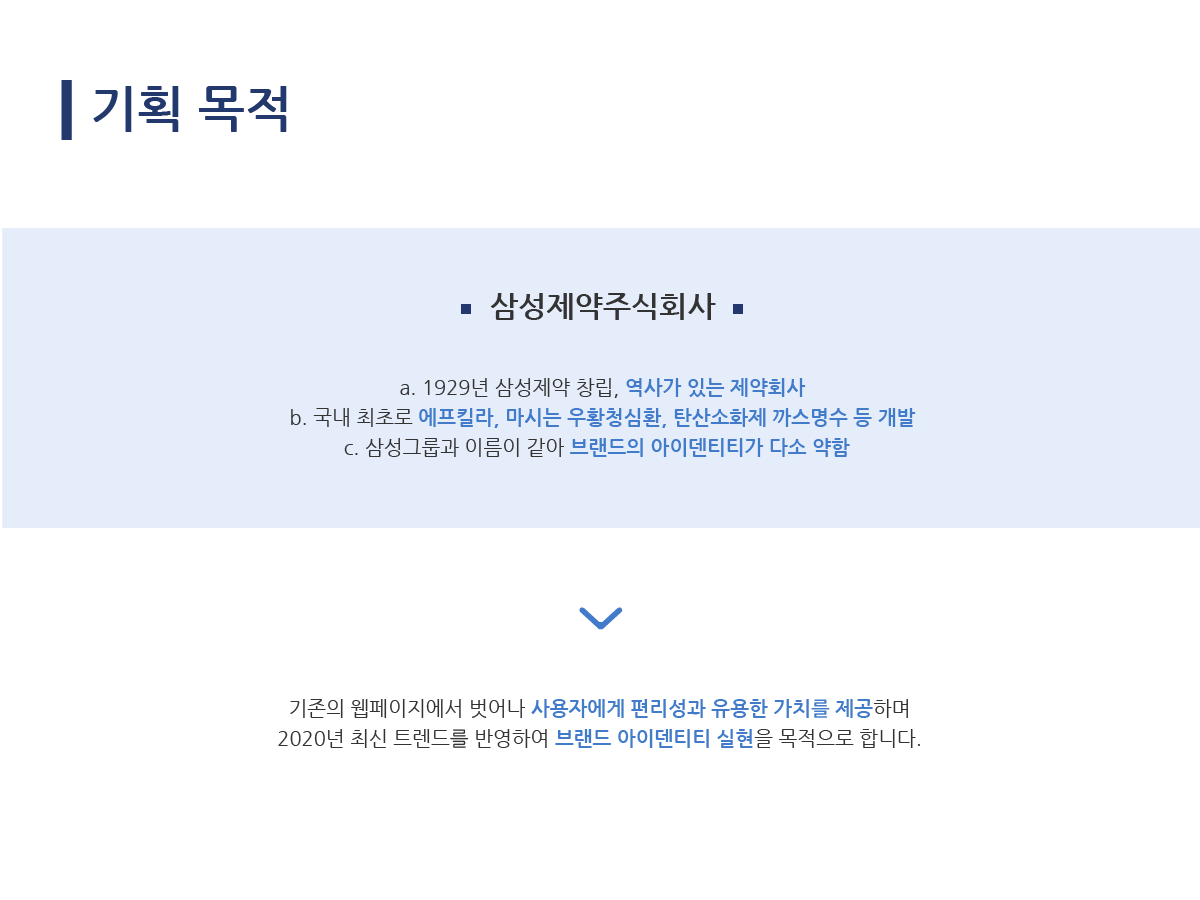 기획 목적
삼성제약주식회사
a. 1929년 삼성제약 창립, 역사가 있는 제약회사
b. 국내 최초로 에프킬라, 마시는 우황청심환, 탄산소화제 까스명수 등 개발
c. 삼성그룹과 이름이 같아 브랜드의 아이덴티티가 다소 약함
기존의 웹페이지에서 벗어나 사용자에게 편리성과 유용한 가치를 제공하며
2020년 최신 트렌드를 반영하여 브랜드 아이덴티티 실현을 목적으로 합니다.